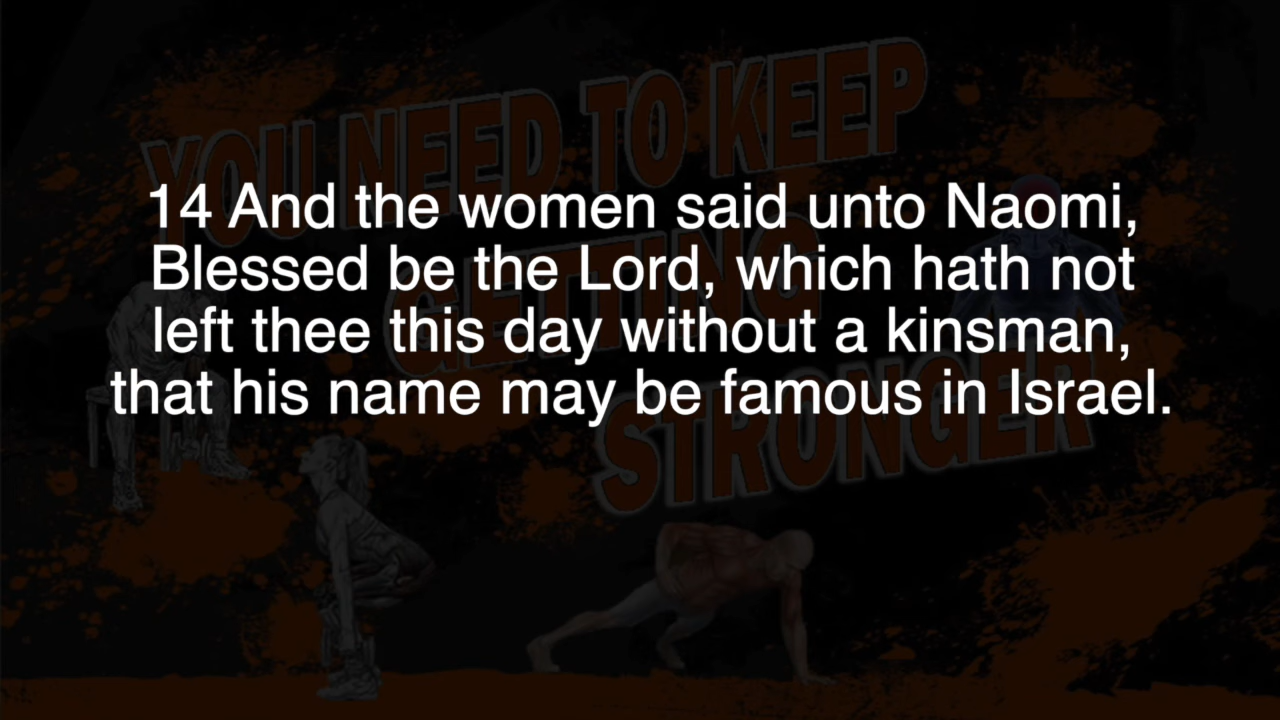 YOU NEED TO KEEP
GETTING
STRONGER
14 And the women said unto Naomi,
Blessed be the Lord, which hath not
left thee this day without a kinsman,
that his name may be famous in Israel.